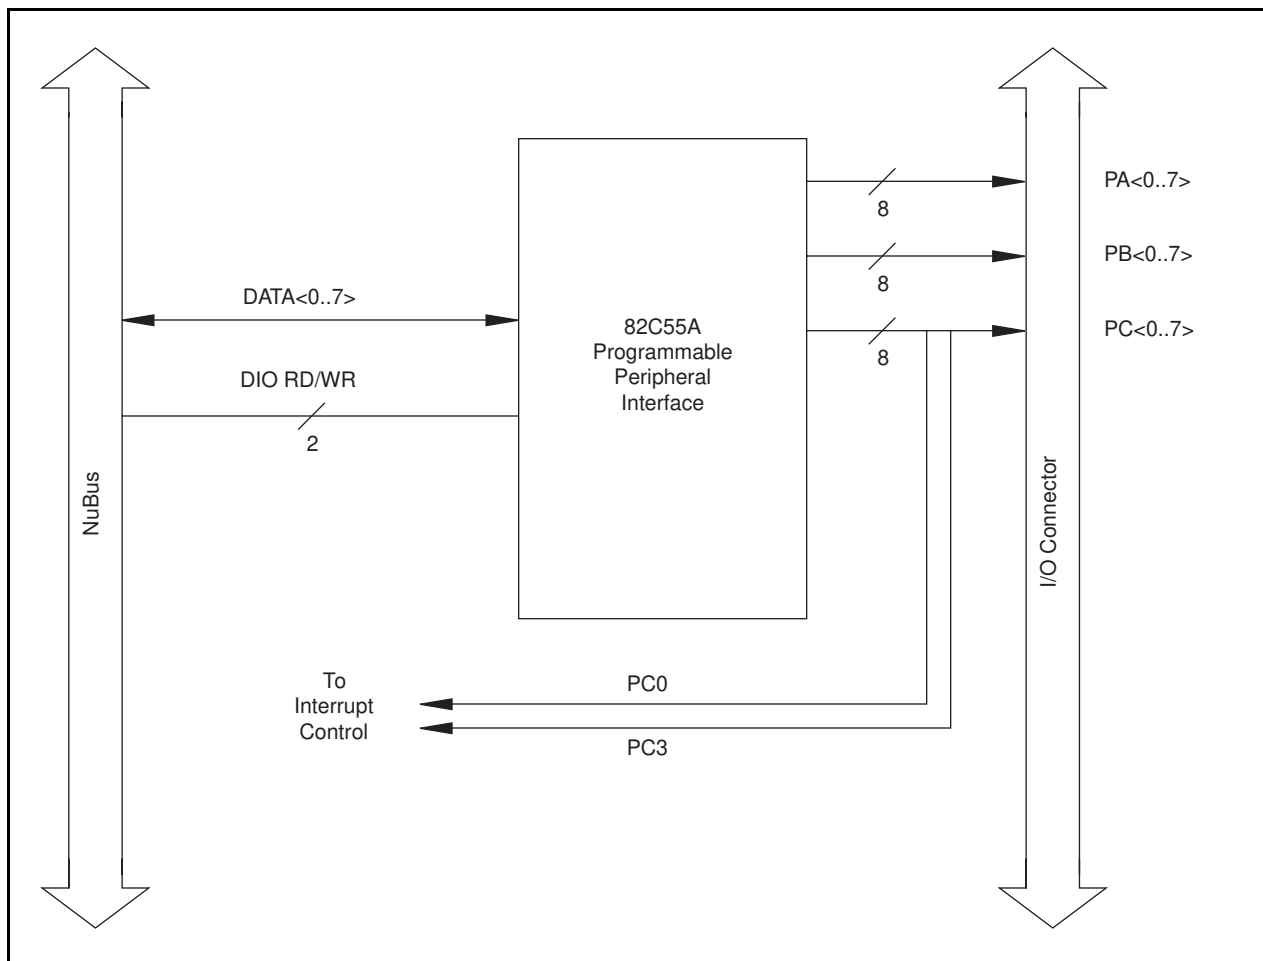 PA<0..7>
8
PB<0..7>
8
DATA<0..7>
82C55A
Programmable
Peripheral
Interface
PC<0..7>
8
DIO RD/WR
2
NuBus
I/O Connector
To
Interrupt
Control
PC0
PC3